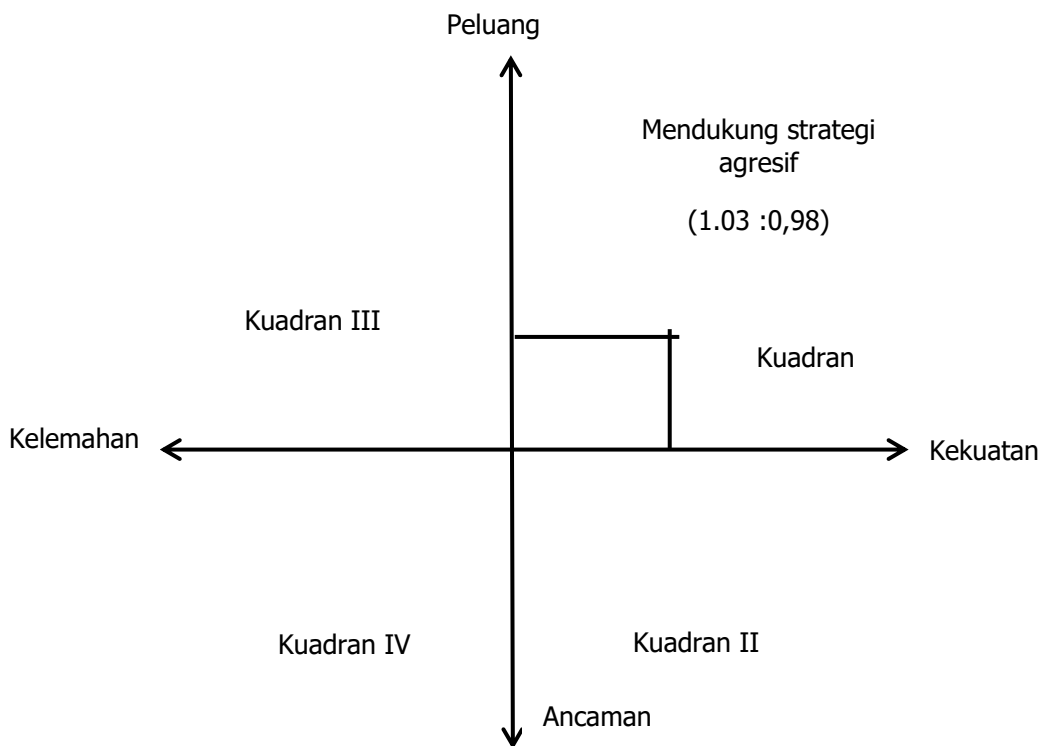 Peluang
Mendukung strategi
agresif
(1.03 :0,98)
Kuadran III
Kuadran
Kelemahan
Kekuatan
Kuadran IV
Kuadran II
Ancaman